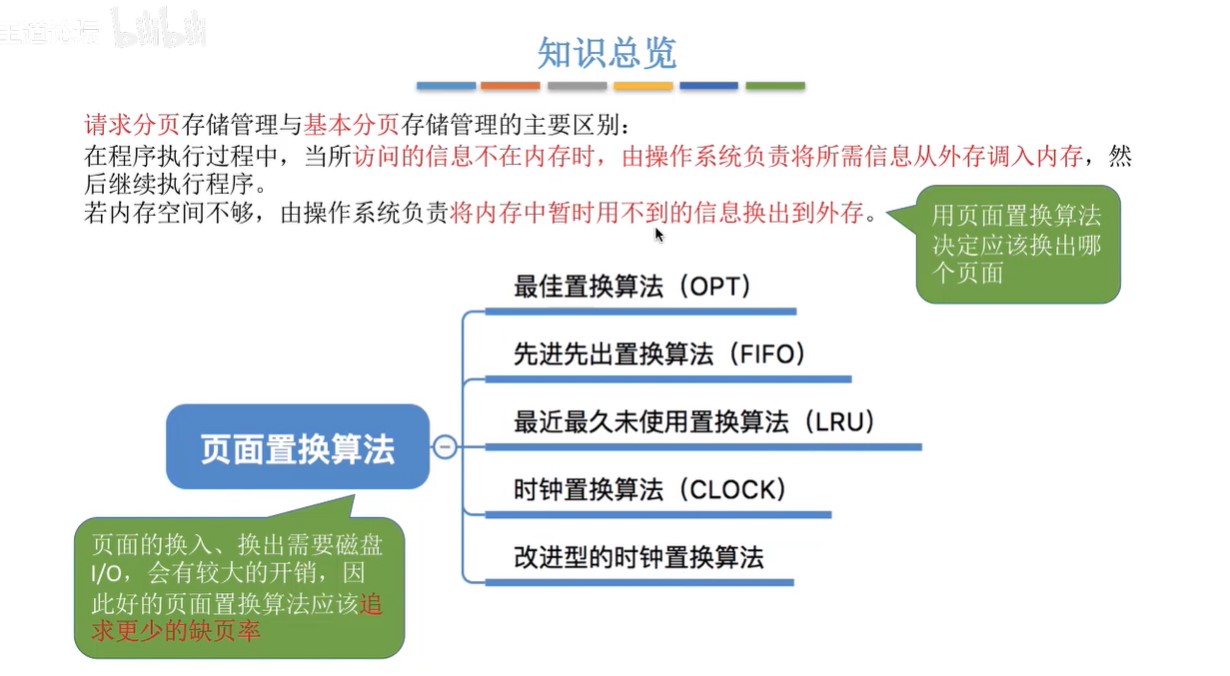 王道论坛 bilibili
知识总览
请求分页存储管理与基本分页存储管理的主要区别：
在程序执行过程中，当所访问的信息不在内存时，由操作系统负责将所需信息从外存调入内存，然
后继续执行程序。
若内存空间不够，由操作系统负责将内存中暂时用不到的信息换出到外存。
用页面置换算法
决定应该换出哪
个页面
最佳置换算法（OPT）
先进先出置换算法（FIFO）
最近最久未使用置换算法（LRU）
页面置换算法
时钟置换算法（CLOCK）
改进型的时钟置换算法
页面的换入、换出需要磁盘
I/O，会有较大的开销，因
此好的页面置换算法应该追
求更少的缺页率